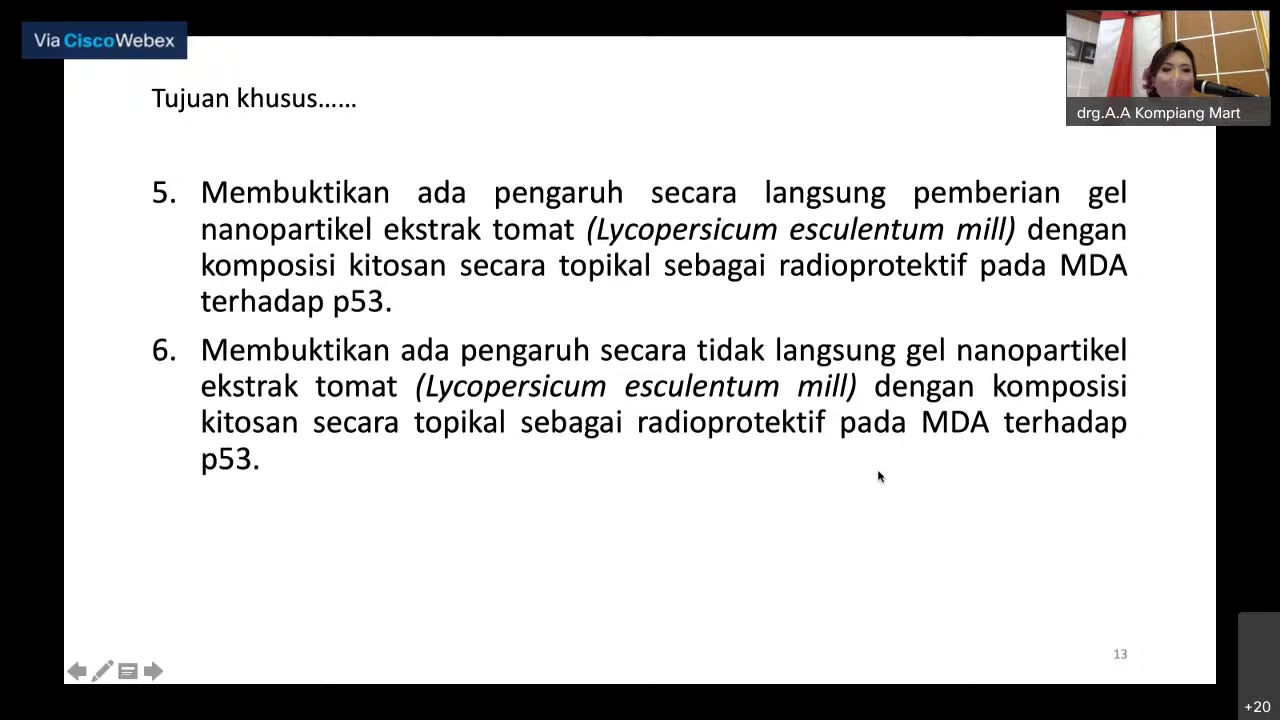 Via Cisco Webex
drg.A.A Kompiang Mart
Tujuan khusus......
5. Membuktikan ada pengaruh secara langsung pemberian gel
nanopartikel ekstrak tomat (Lycopersicum esculentum mill) dengan
komposisi kitosan secara topikal sebagai radioprotektif pada MDA
terhadap p53.
6. Membuktikan ada pengaruh secara tidak langsung gel nanopartikel
ekstrak tomat (Lycopersicum esculentum mill) dengan komposisi
kitosan secara topikal sebagai radioprotektif pada MDA terhadap
p53.
13
+20